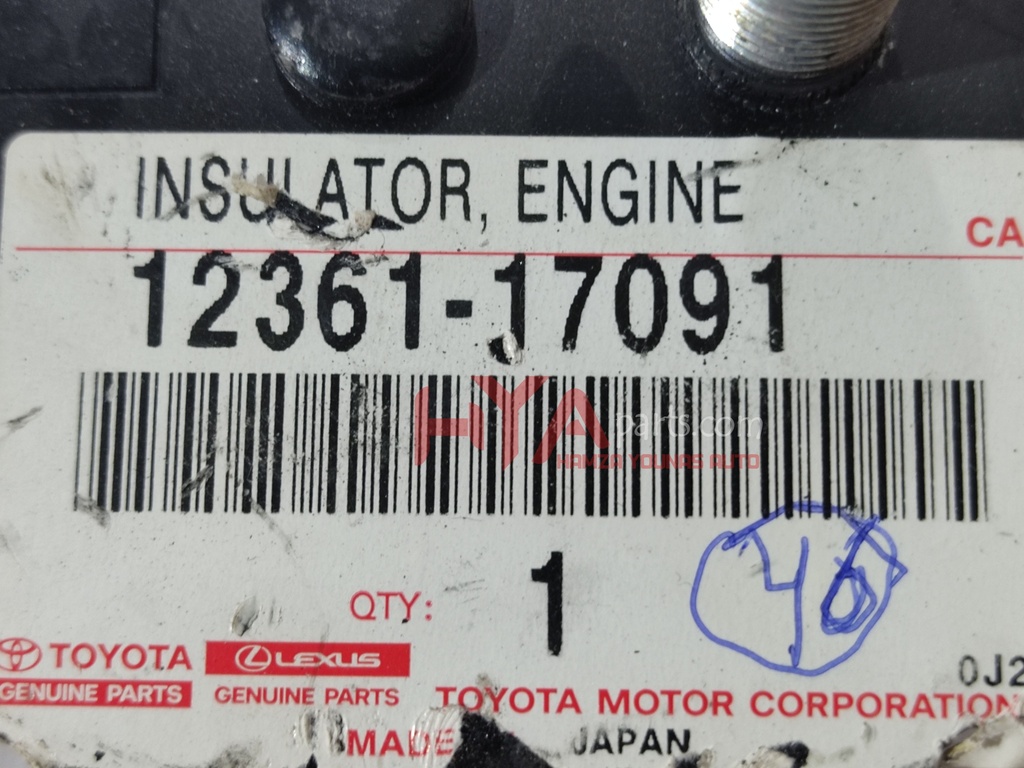 INSULATOR, ENGINE
CA
12361-17091
HYA parts.com
HAMZA YOUNAS AUTO
46
QTY: 1
TOYOTA LEXUS
0J2
GENUINE PARTS GENUINE PARTS TOYOTA MOTOR CORPORATION
MADE JAPAN